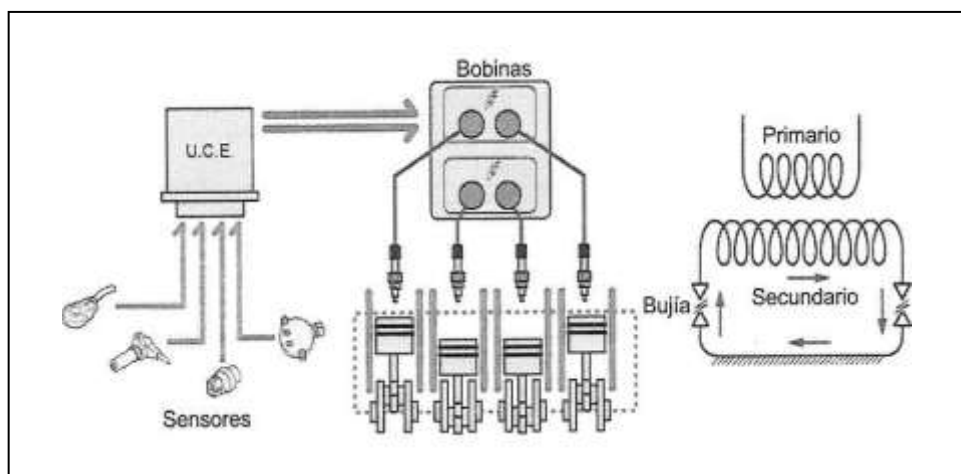 Bobinas
U.C.E.
Primario
Bujía
Secundario
Sensores